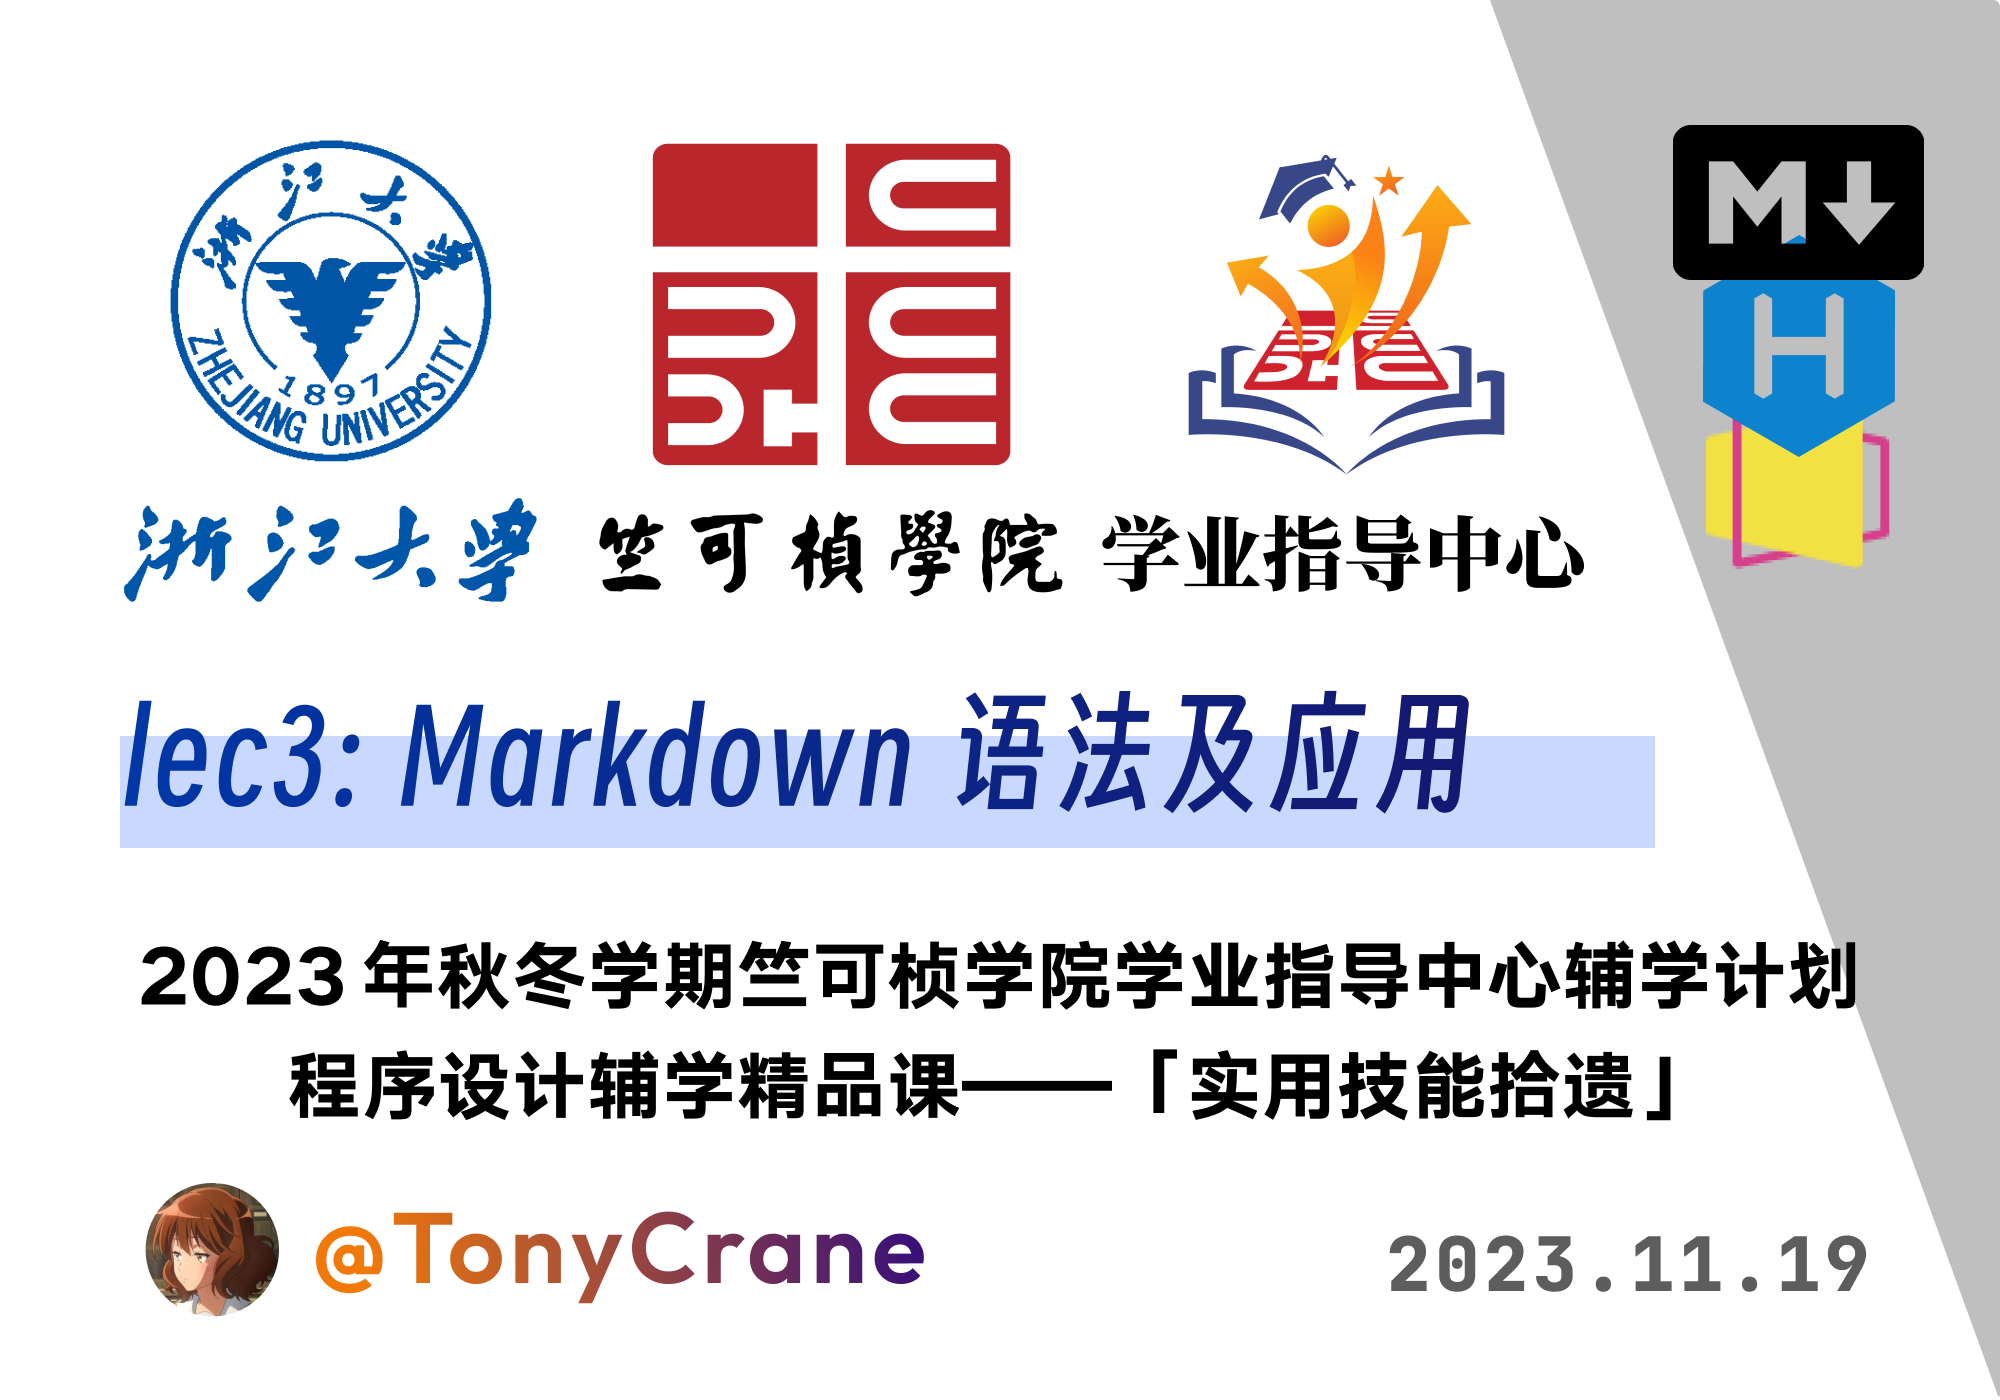 浙江大學
ZHEJIANG UNIVERSITY
1897
浙江大學
竺可桢學院
学业指导中心
M
H
lec3: Markdown 语法及应用
2023 年秋冬学期竺可桢学院学业指导中心辅学计划
程序设计辅学精品课——「实用技能拾遗」
@TonyCrane
2023.11.19